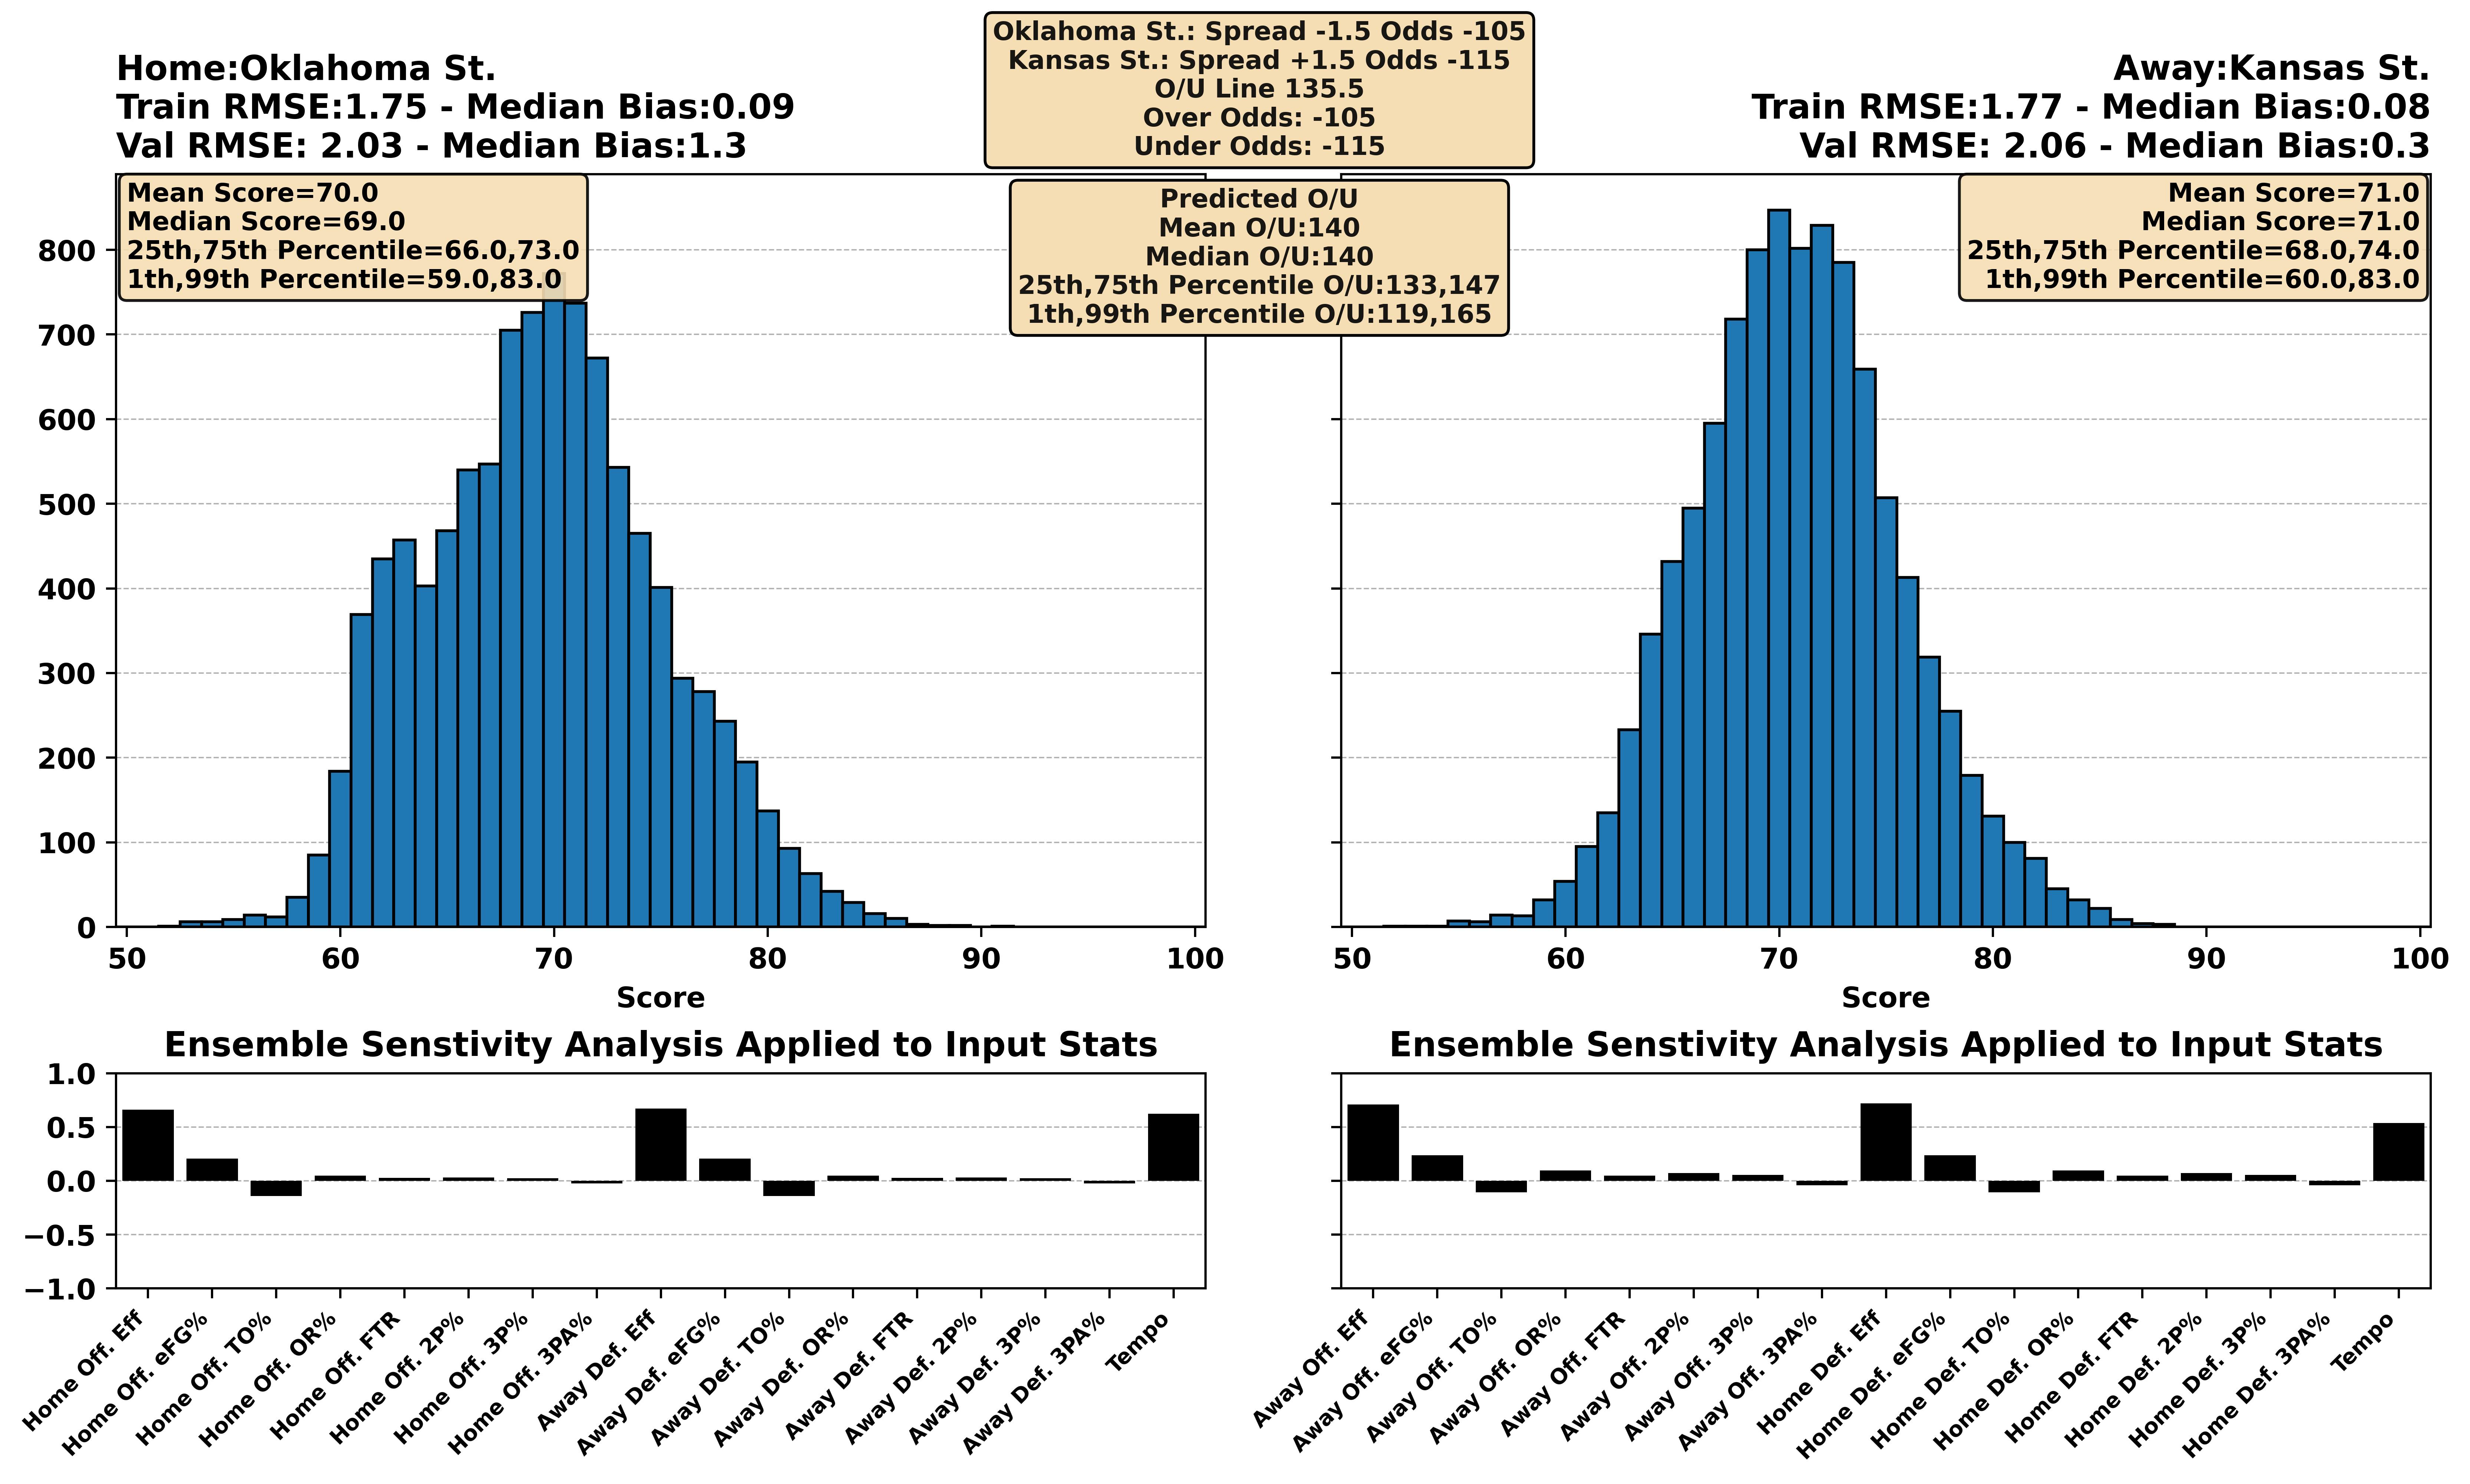 Oklahoma St.: Spread -1.5 Odds -105
Kansas St.: Spread +1.5 Odds -115
O/U Line 135.5
Over Odds: -105
Under Odds: -115
Home:Oklahoma St.
Train RMSE:1.75 - Median Bias:0.09
Val RMSE: 2.03 - Median Bias:1.3
Away:Kansas St.
Train RMSE:1.77 - Median Bias:0.08
Val RMSE: 2.06 - Median Bias:0.3
Mean Score=70.0
Median Score=69.0
25th,75th Percentile=66.0,73.0
1th,99th Percentile=59.0,83.0
Predicted O/U
Mean O/U:140
Median O/U:140
25th,75th Percentile O/U:133,147
1th,99th Percentile O/U:119,165
Mean Score=71.0
Median Score=71.0
25th,75th Percentile=68.0,74.0
1th,99th Percentile=60.0,83.0
800
700
600
500
400
300
200
100
0
50 60 70 80 90 100
Score
50 60 70 80 90 100
Score
Ensemble Senstivity Analysis Applied to Input Stats
Ensemble Senstivity Analysis Applied to Input Stats
1.0
0.5
0.0
−0.5
−1.0
Home Off. Eff
Home Off. eFG%
Home Off. TO%
Home Off. OR%
Home Off. FTR
Home Off. 2P%
Home Off. 3P%
Home Off. 3PA%
Away Def. Eff
Away Def. eFG%
Away Def. TO%
Away Def. OR%
Away Def. FTR
Away Def. 2P%
Away Def. 3P%
Away Def. 3PA%
Tempo
Away Off. Eff
Away Off. eFG%
Away Off. TO%
Away Off. OR%
Away Off. FTR
Away Off. 2P%
Away Off. 3P%
Away Off. 3PA%
Home Def. Eff
Home Def. eFG%
Home Def. TO%
Home Def. OR%
Home Def. FTR
Home Def. 2P%
Home Def. 3P%
Home Def. 3PA%
Tempo